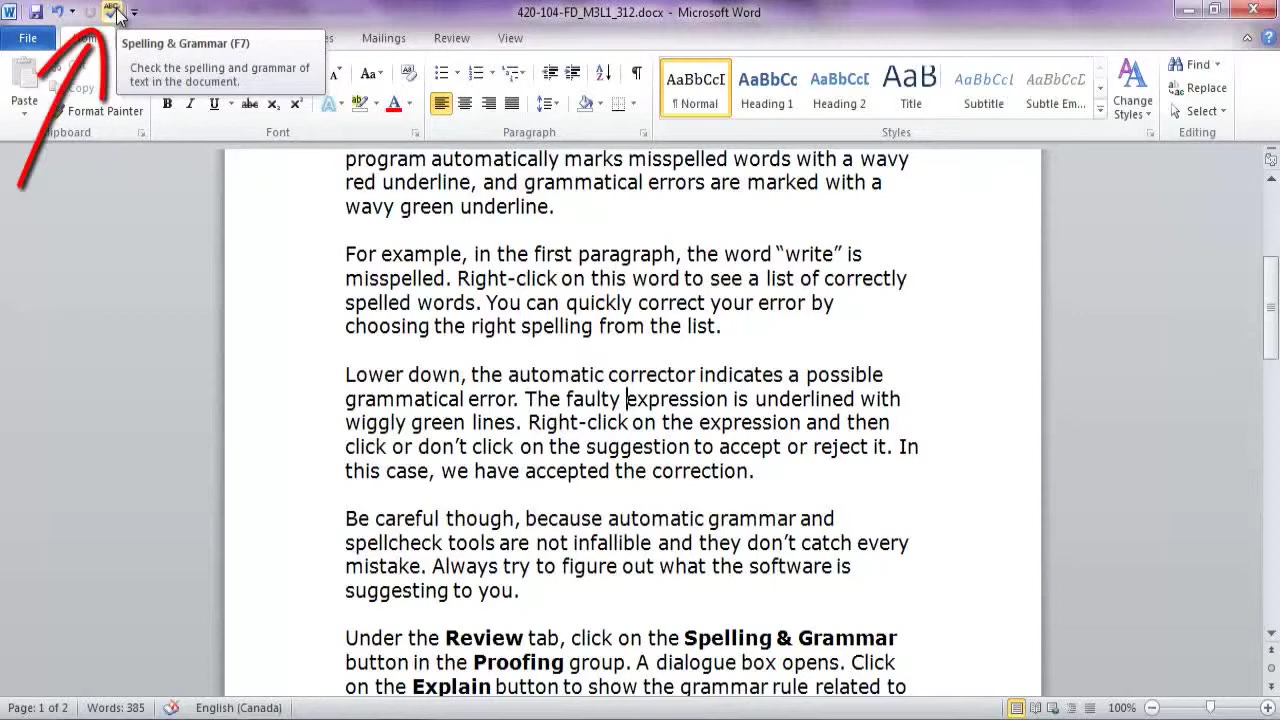 W
ABC
420-104-FD_M3L1_312.docx - Microsoft Word
File
Mailings
Review
View
Spelling & Grammar (F7)
Check the spelling and grammar of
text in the document.
Paste
Copy
Format Painter
Clipboard
B I U abc x₂ x²
Aa
A
Font
Paragraph
AaBbCcI
¶ Normal
AaBbCc
Heading 1
AaBbCc
Heading 2
AaB
Title
AaBbCcI
Subtitle
AaBbCcI
Subtle Em...
Change
Styles
Styles
Find
Replace
Select
Editing
program automatically marks misspelled words with a wavy
red underline, and grammatical errors are marked with a
wavy green underline.
For example, in the first paragraph, the word “write” is
misspelled. Right-click on this word to see a list of correctly
spelled words. You can quickly correct your error by
choosing the right spelling from the list.
Lower down, the automatic corrector indicates a possible
grammatical error. The faulty expression is underlined with
wiggly green lines. Right-click on the expression and then
click or don’t click on the suggestion to accept or reject it. In
this case, we have accepted the correction.
Be careful though, because automatic grammar and
spellcheck tools are not infallible and they don’t catch every
mistake. Always try to figure out what the software is
suggesting to you.
Under the Review tab, click on the Spelling & Grammar
button in the Proofing group. A dialogue box opens. Click
on the Explain button to show the grammar rule related to
Page: 1 of 2
Words: 385
English (Canada)
100%